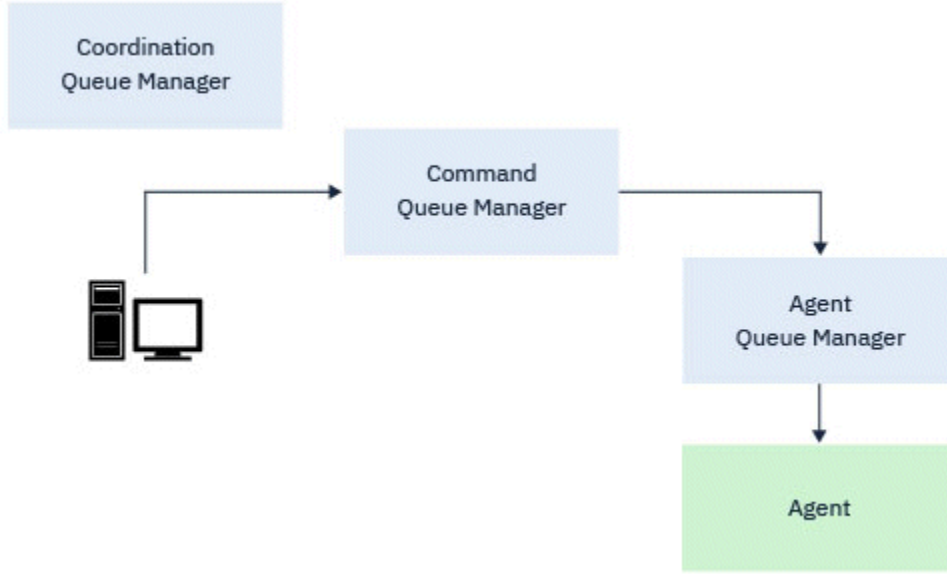 Coordination
Queue Manager
Command
Queue Manager
Agent
Queue Manager
Agent